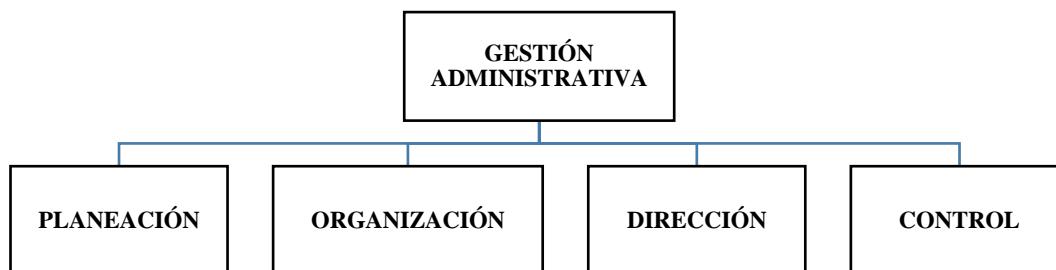 GESTIÓN
ADMINISTRATIVA
PLANEACIÓN
ORGANIZACIÓN
DIRECCIÓN
CONTROL